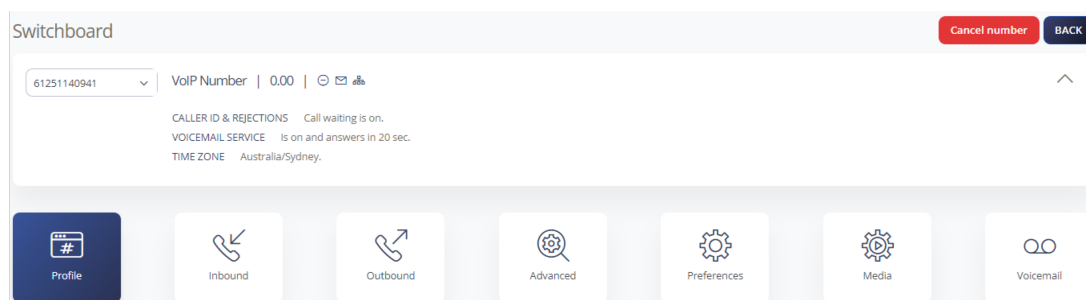 Switchboard
Cancel number
BACK
61251140941
VoIP Number | 0.00 |
CALLER ID & REJECTIONS Call waiting is on.
VOICEMAIL SERVICE Is on and answers in 20 sec.
TIME ZONE Australia/Sydney.
#
Profile
Inbound
Outbound
Advanced
Preferences
Media
Voicemail